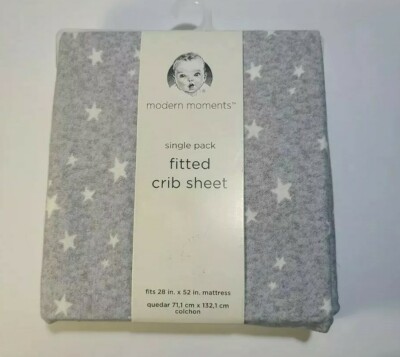 modern moments™
single pack
fitted
crib sheet
fits 28 in. x 52 in. mattress
quedar 71,1 cm x 132,1 cm
colchon